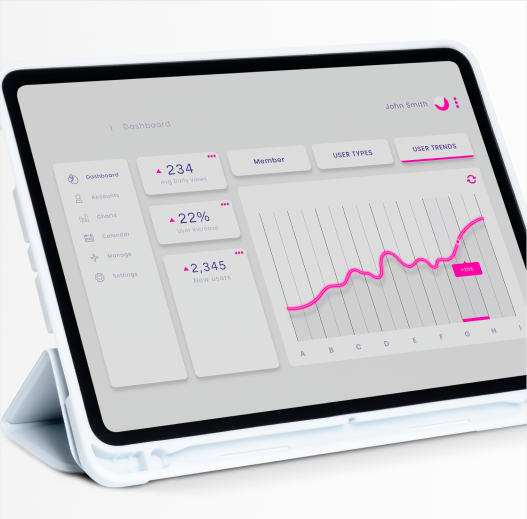 John Smith
Dashboard
Dashboard
Accounts
Charts
Calendar
Manage
Settings
234
Avg Daily Views
22%
User Increase
2,345
New users
Member
USER TYPES
USER TRENDS
A B C D E F G H I